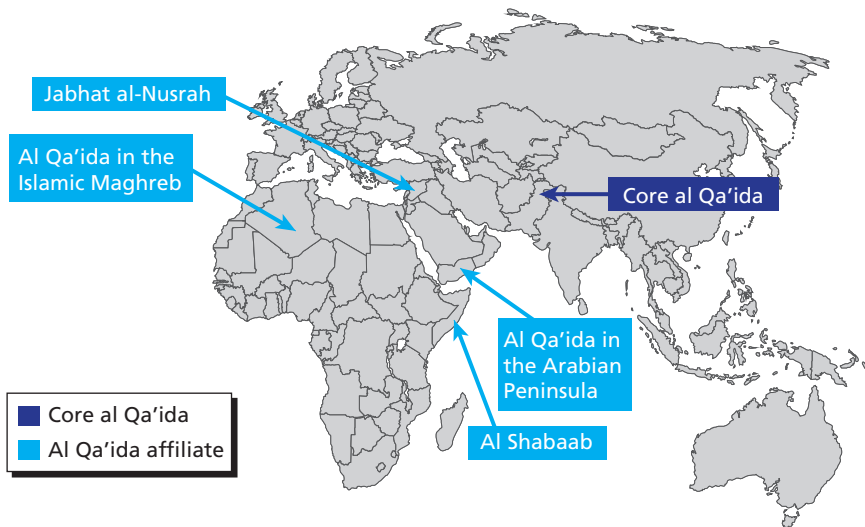 Jabhat al-Nusrah
Al Qa’ida in the
Islamic Maghreb
Core al Qa’ida
Al Qa’ida in
the Arabian
Peninsula
Al Shabaab
Core al Qa’ida
Al Qa’ida affiliate